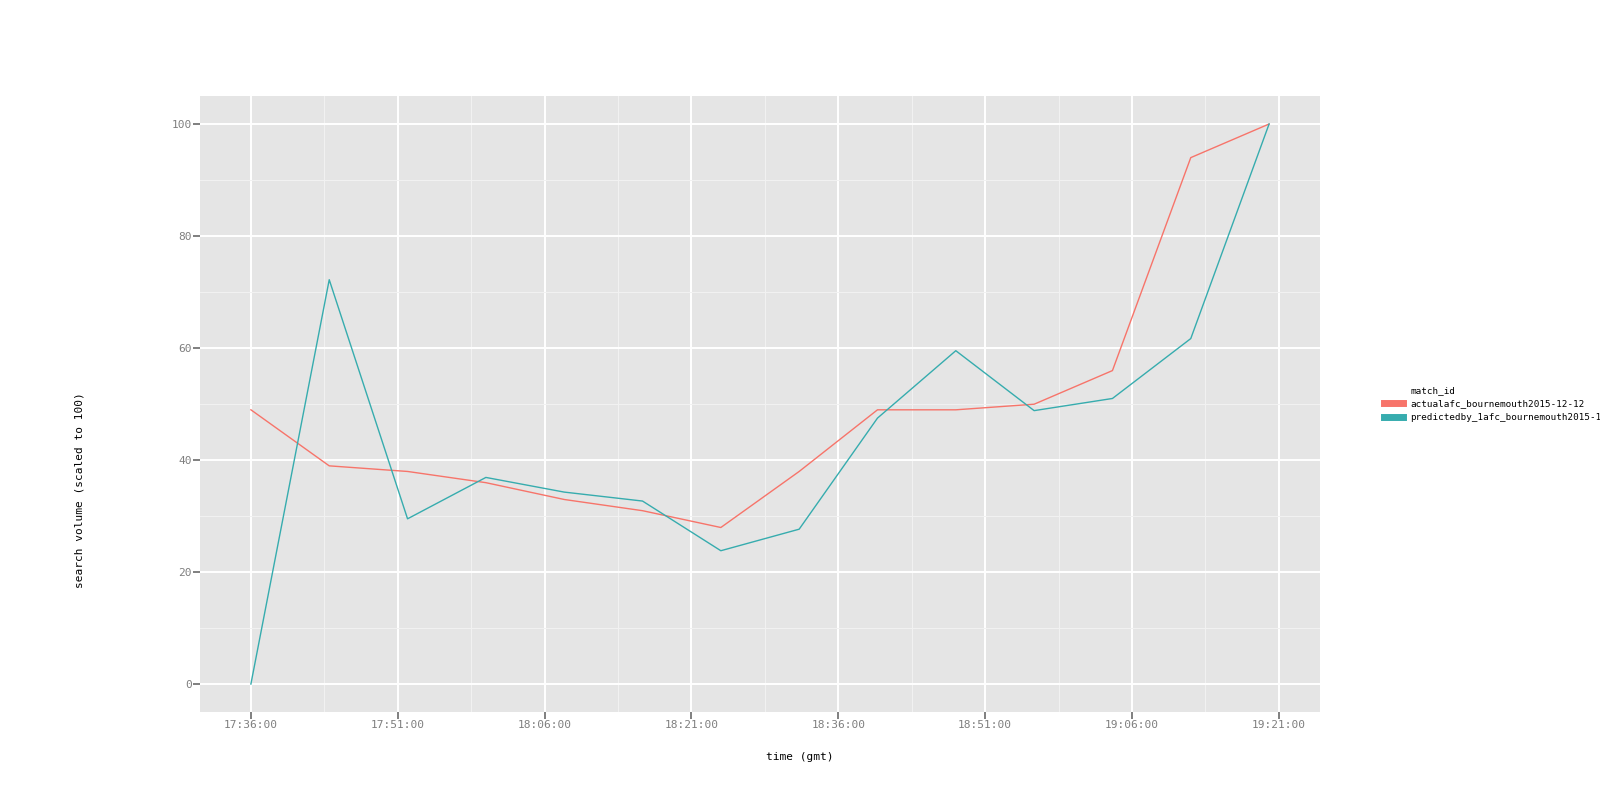 100
80
60
40
20
0
search volume (scaled to 100)
17:36:00 17:51:00 18:06:00 18:21:00 18:36:00 18:51:00 19:06:00 19:21:00
time (gmt)
match_id
actualafc_bournemouth2015-12-12
predictedby_1afc_bournemouth2015-1